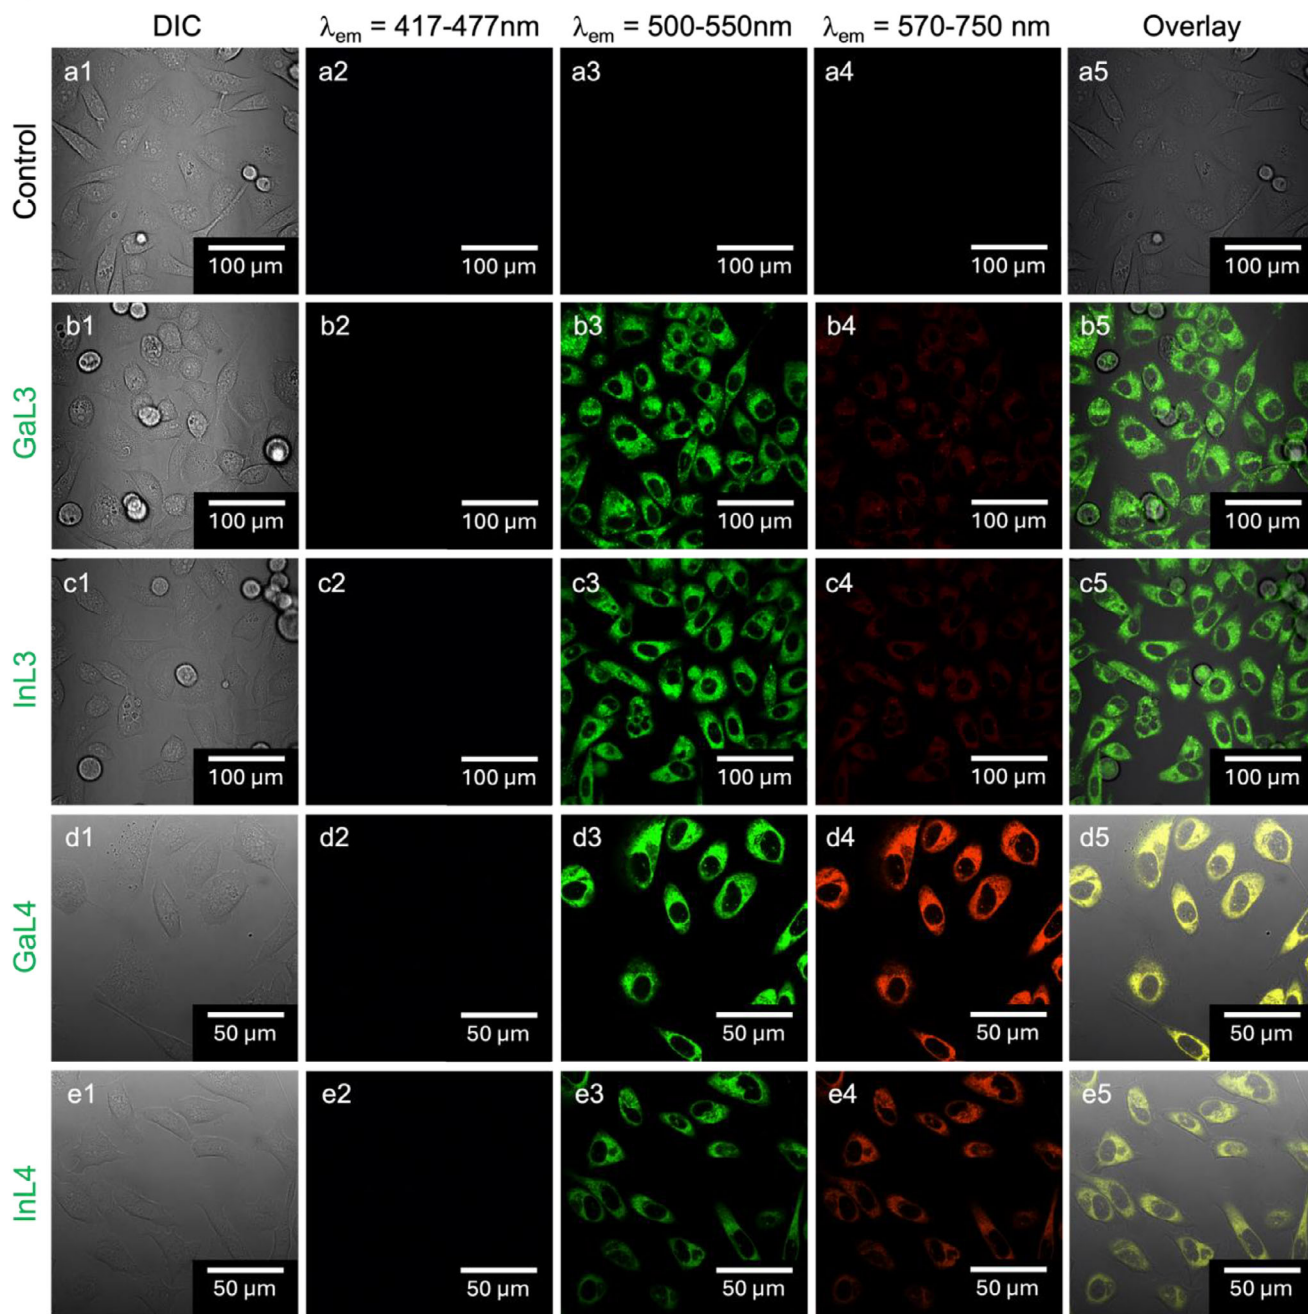 DIC λem = 417-477nm λem = 500-550nm λem = 570-750 nm Overlay
Control
a1 a2 a3 a4 a5
100 µm 100 µm 100 µm 100 µm 100 µm
GaL3
b1 b2 b3 b4 b5
100 µm 100 µm 100 µm 100 µm 100 µm
InL3
c1 c2 c3 c4 c5
100 µm 100 µm 100 µm 100 µm 100 µm
GaL4
d1 d2 d3 d4 d5
50 µm 50 µm 50 µm 50 µm 50 µm
InL4
e1 e2 e3 e4 e5
50 µm 50 µm 50 µm 50 µm 50 µm